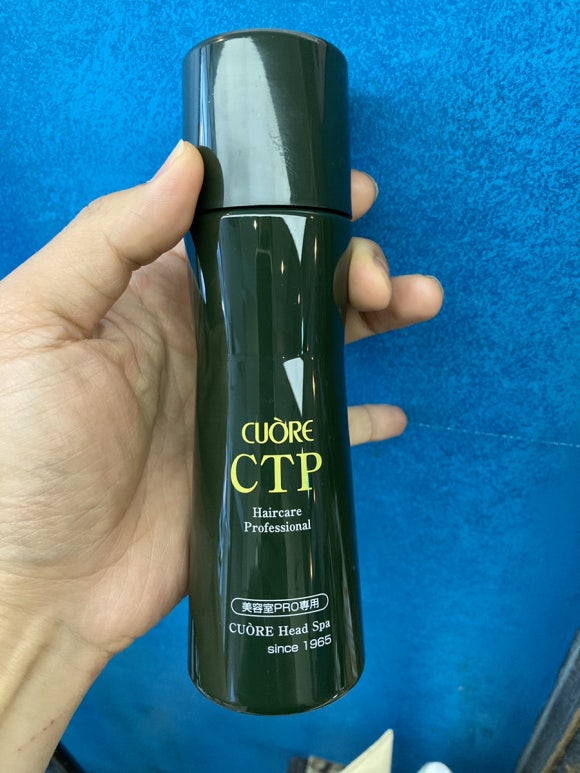 CUÒRE
CTP
Haircare
Professional
美容室PRO専用
CUÒRE Head Spa
since 1965